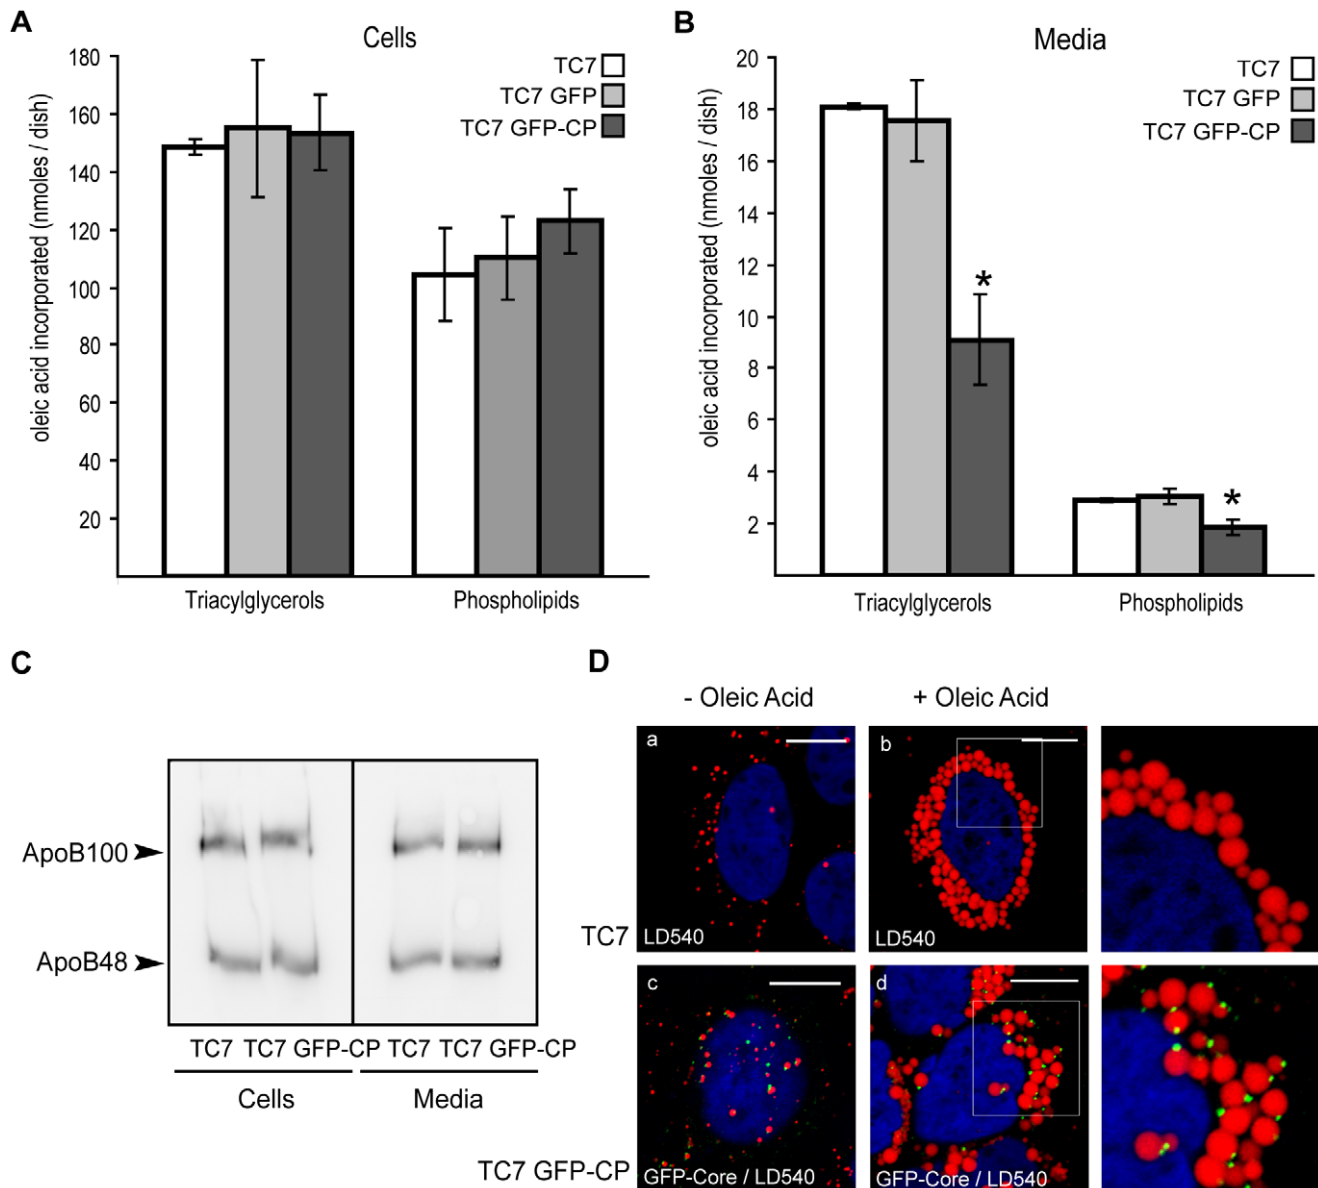 A
Cells
180
160
140
120
100
80
60
40
20
oleic acid incorporated (nmoles / dish)
TC7
TC7 GFP
TC7 GFP-CP
Triacylglycerols
Phospholipids
B
Media
20
18
16
14
12
10
8
6
4
2
oleic acid incorporated (nmoles / dish)
TC7
TC7 GFP
TC7 GFP-CP
*
*
Triacylglycerols
Phospholipids
C
ApoB100
ApoB48
TC7 TC7 GFP-CP TC7 TC7 GFP-CP
Cells Media
D
- Oleic Acid + Oleic Acid
a
LD540
b
LD540
TC7
c
GFP-Core / LD540
d
GFP-Core / LD540
TC7 GFP-CP